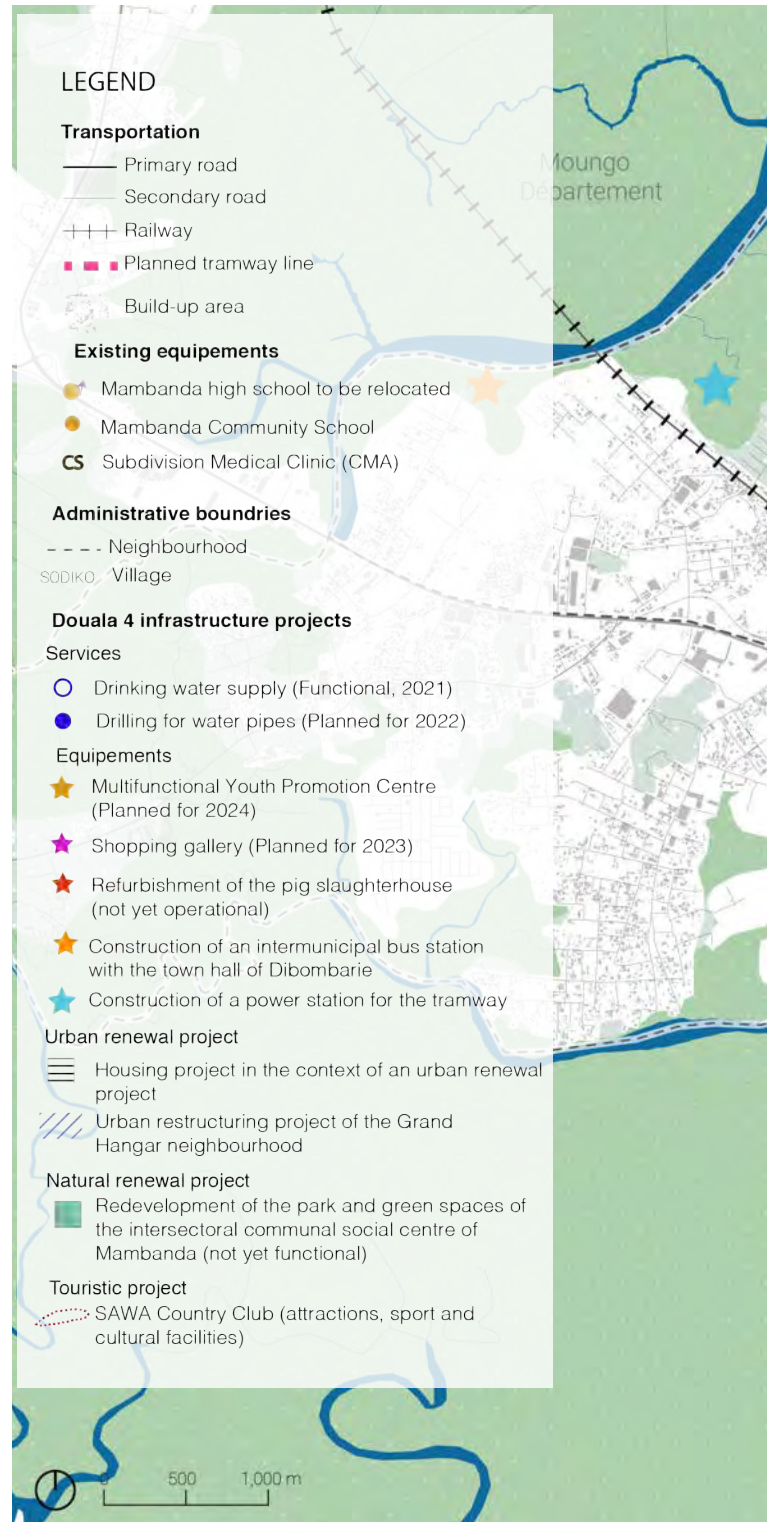 LEGEND
Transportation
Primary road
Secondary road
Railway
Planned tramway line
Build-up area
Existing equipements
Mambanda high school to be relocated
Mambanda Community School
CS Subdivision Medical Clinic (CMA)
Administrative boundries
Neighbourhood
SODIKO Village
Douala 4 infrastructure projects
Services
Drinking water supply (Functional, 2021)
Drilling for water pipes (Planned for 2022)
Equipements
Multifunctional Youth Promotion Centre
(Planned for 2024)
Shopping gallery (Planned for 2023)
Refurbishment of the pig slaughterhouse
(not yet operational)
Construction of an intermunicipal bus station
with the town hall of Dibombarie
Construction of a power station for the tramway
Urban renewal project
Housing project in the context of an urban renewal
project
Urban restructuring project of the Grand
Hangar neighbourhood
Natural renewal project
Redevelopment of the park and green spaces of
the intersectoral communal social centre of
Mambanda (not yet functional)
Touristic project
SAWA Country Club (attractions, sport and
cultural facilities)
Moungo
Département
0 500 1,000 m